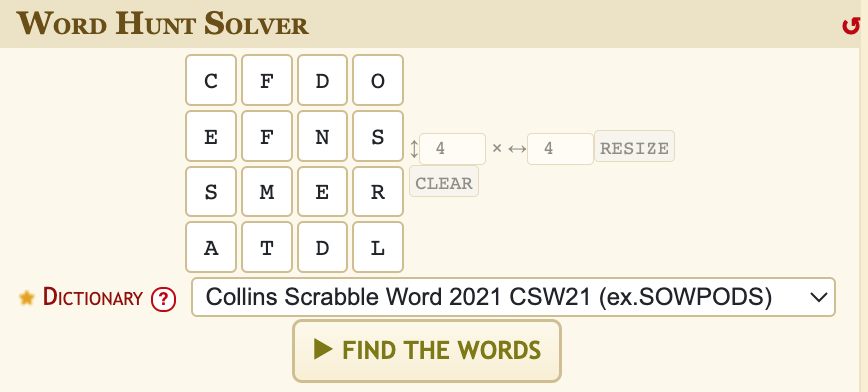 WORD HUNT SOLVER
C F D O
E F N S
↕ 4 × ↔ 4 RESIZE
S M E R
CLEAR
A T D L
DICTIONARY ? Collins Scrabble Word 2021 CSW21 (ex.SOWPODS)
FIND THE WORDS